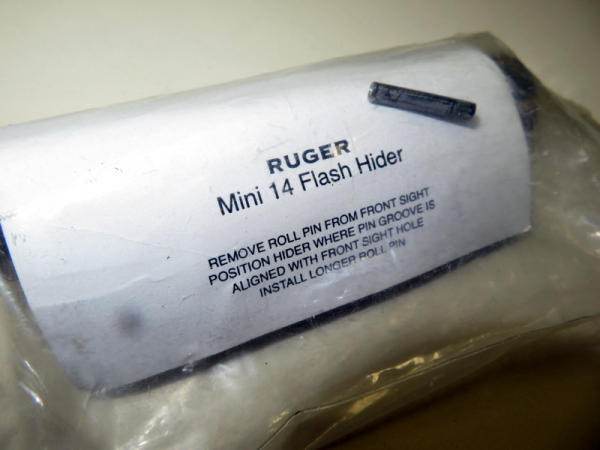 RUGER
Mini 14 Flash Hider
REMOVE ROLL PIN FROM FRONT SIGHT
POSITION HIDER WHERE PIN GROOVE IS
ALIGNED WITH FRONT SIGHT HOLE
INSTALL LONGER ROLL PIN